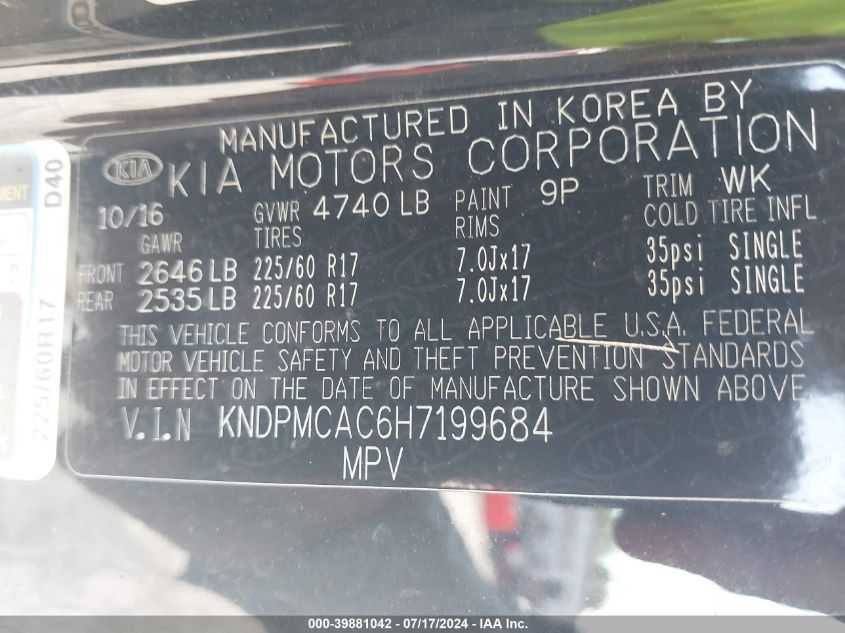 MANUFACTURED IN KOREA BY
KIA KIA MOTORS CORPORATION
10/16 GVWR 4740 LB PAINT 9P TRIM WK
GAWR TIRES RIMS COLD TIRE INFL
FRONT 2646 LB 225/60 R17 7.0Jx17 35psi SINGLE
REAR 2535 LB 225/60 R17 7.0Jx17 35psi SINGLE
THIS VEHICLE CONFORMS TO ALL APPLICABLE U.S.A. FEDERAL
MOTOR VEHICLE SAFETY AND THEFT PREVENTION STANDARDS
IN EFFECT ON THE DATE OF MANUFACTURE SHOWN ABOVE.
V.I.N KNDPMCAC6H7199684
MPV
D40
225/60R17
000-39881042 - 07/17/2024 - IAA Inc.